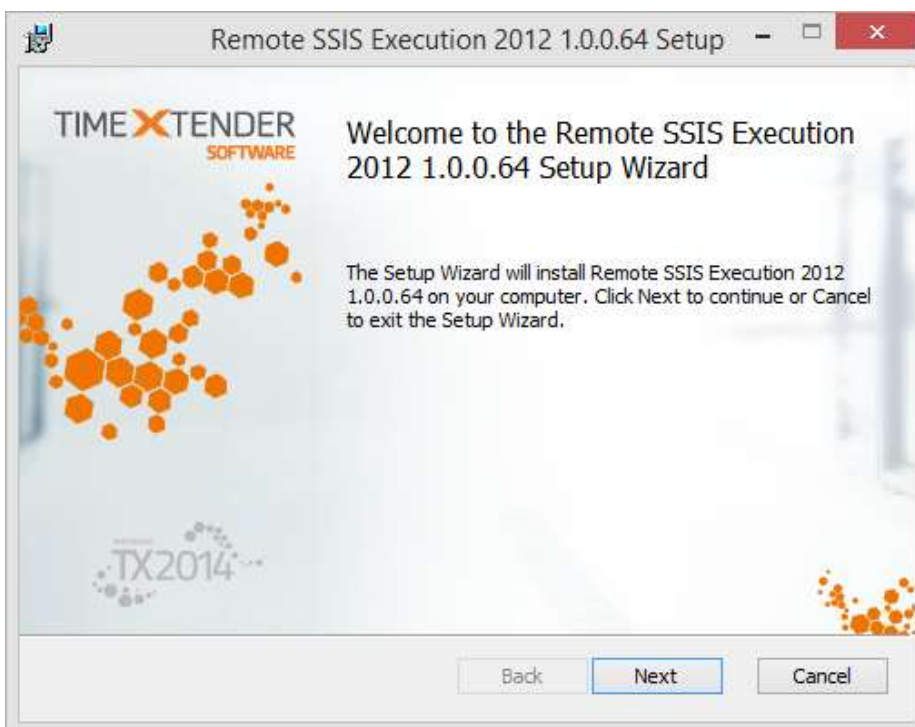 Remote SSIS Execution 2012 1.0.0.64 Setup
TIMEXTENDER
SOFTWARE
Welcome to the Remote SSIS Execution
2012 1.0.0.64 Setup Wizard
The Setup Wizard will install Remote SSIS Execution 2012
1.0.0.64 on your computer. Click Next to continue or Cancel
to exit the Setup Wizard.
TX2014
Back
Next
Cancel